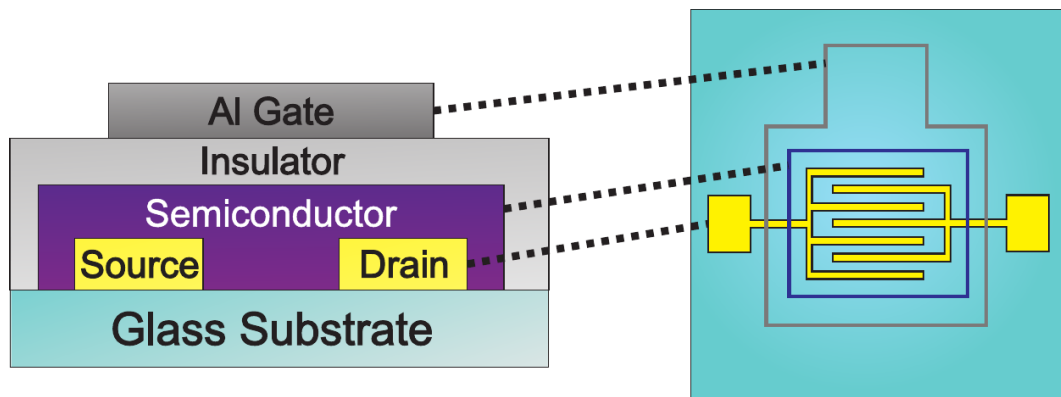 Al Gate
Insulator
Semiconductor
Source
Drain
Glass Substrate